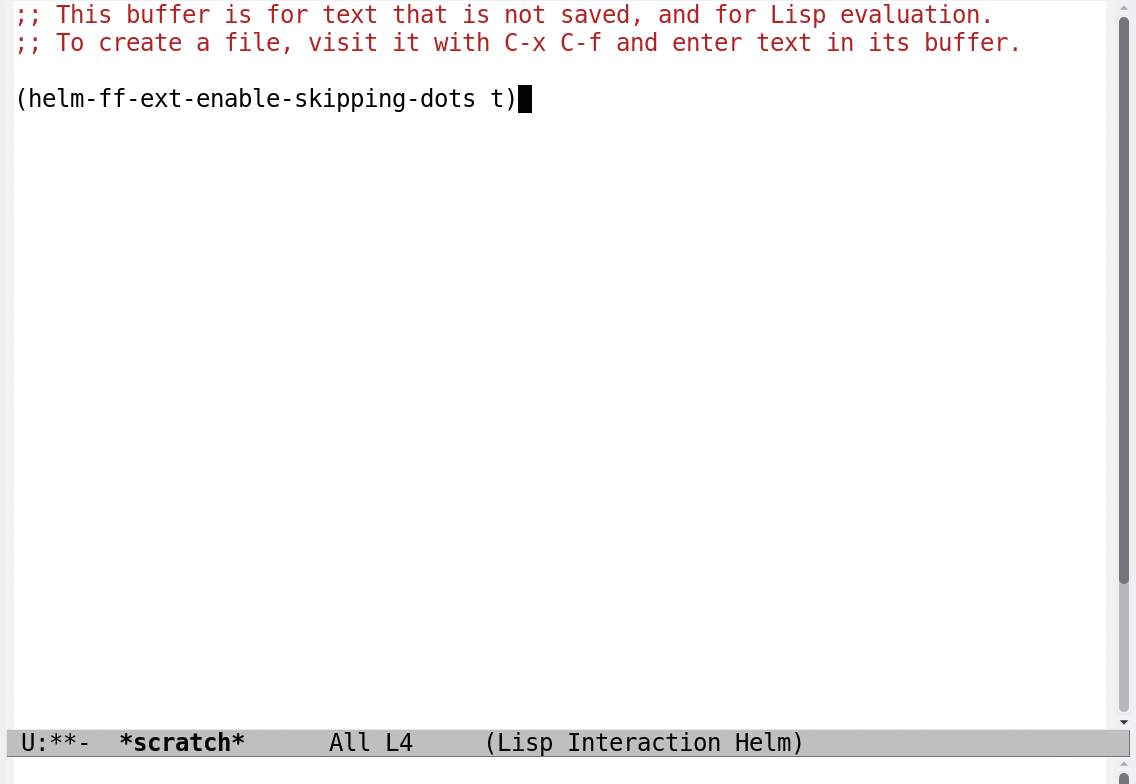 ;; This buffer is for text that is not saved, and for Lisp evaluation.
;; To create a file, visit it with C-x C-f and enter text in its buffer.
(helm-ff-ext-enable-skipping-dots t)
U:**-  *scratch*      All L4     (Lisp Interaction Helm)